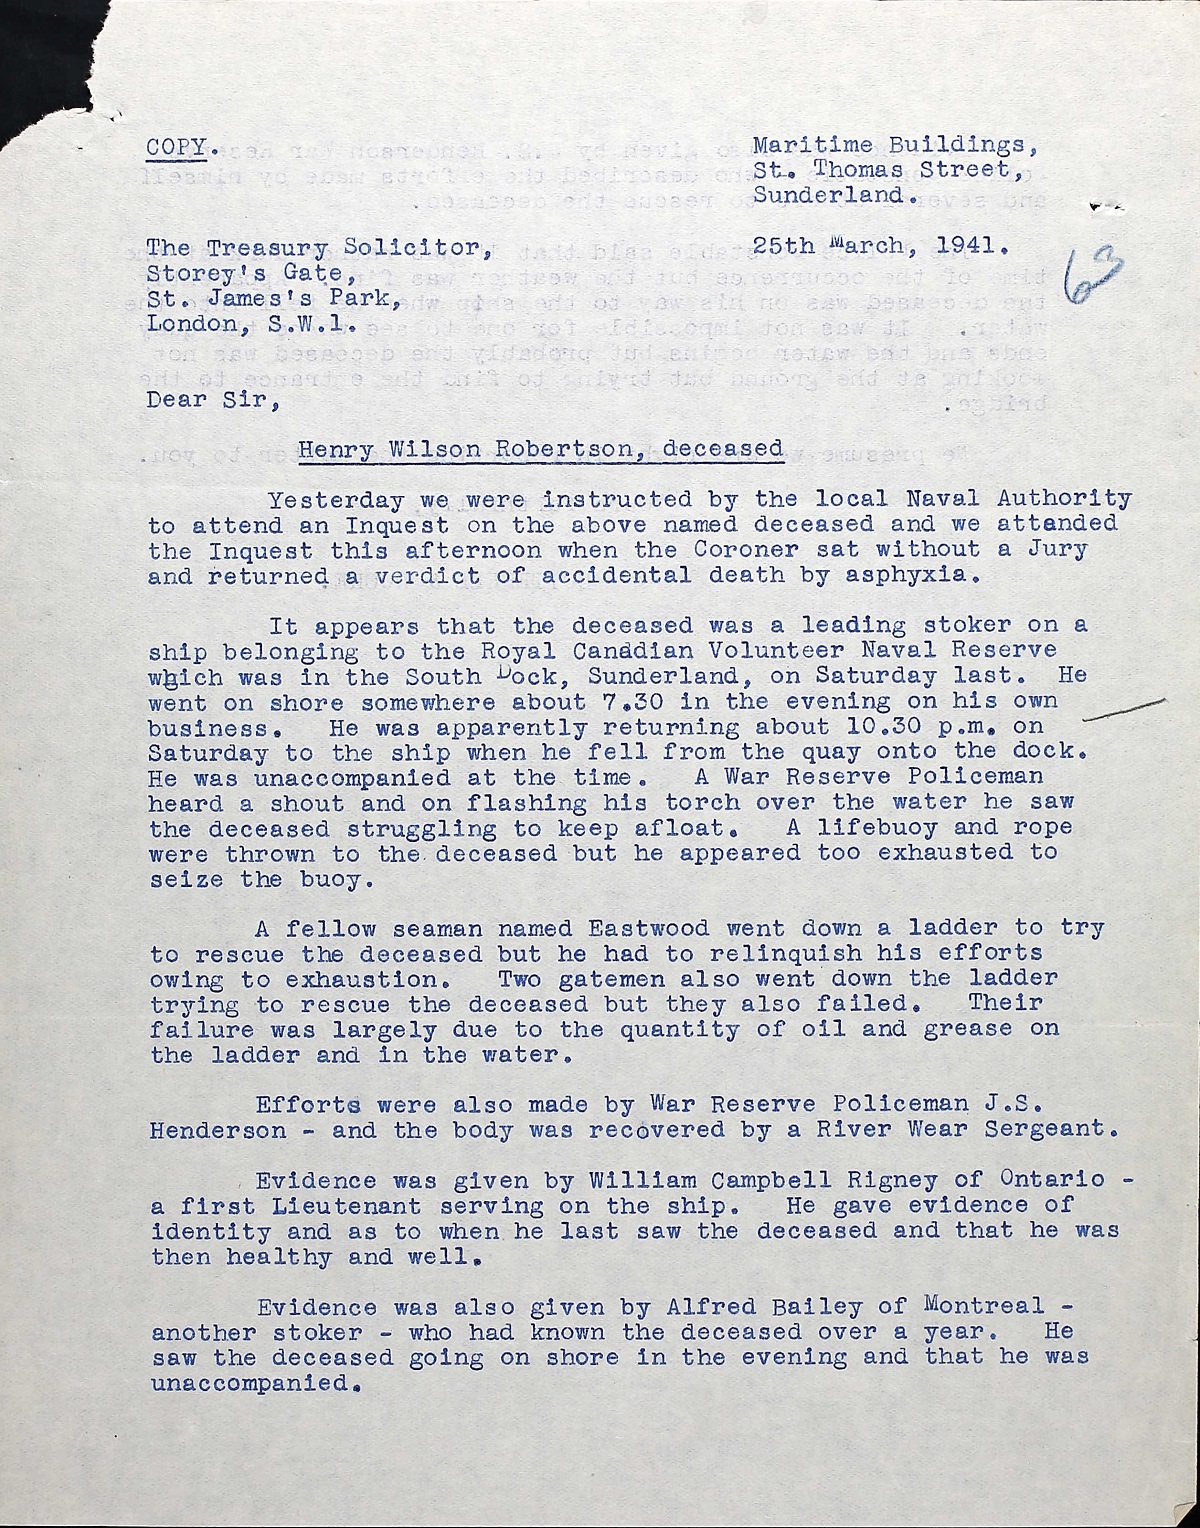 COPY.
Maritime Buildings,
St. Thomas Street,
Sunderland.
25th March, 1941.
63
The Treasury Solicitor,
Storey's Gate,
St. James's Park,
London, S.W.1.
Dear Sir,
Henry Wilson Robertson, deceased
Yesterday we were instructed by the local Naval Authority
to attend an Inquest on the above named deceased and we attended
the Inquest this afternoon when the Coroner sat without a Jury
and returned a verdict of accidental death by asphyxia.
It appears that the deceased was a leading stoker on a
ship belonging to the Royal Canadian Volunteer Naval Reserve
which was in the South Dock, Sunderland, on Saturday last. He
went on shore somewhere about 7.30 in the evening on his own
business. He was apparently returning about 10.30 p.m. on
Saturday to the ship when he fell from the quay onto the dock.
He was unaccompanied at the time. A War Reserve Policeman
heard a shout and on flashing his torch over the water he saw
the deceased struggling to keep afloat. A lifebuoy and rope
were thrown to the deceased but he appeared too exhausted to
seize the buoy.
A fellow seaman named Eastwood went down a ladder to try
to rescue the deceased but he had to relinquish his efforts
owing to exhaustion. Two gatemen also went down the ladder
trying to rescue the deceased but they also failed. Their
failure was largely due to the quantity of oil and grease on
the ladder and in the water.
Efforts were also made by War Reserve Policeman J.S.
Henderson - and the body was recovered by a River Wear Sergeant.
Evidence was given by William Campbell Rigney of Ontario -
a first Lieutenant serving on the ship. He gave evidence of
identity and as to when he last saw the deceased and that he was
then healthy and well.
Evidence was also given by Alfred Bailey of Montreal -
another stoker - who had known the deceased over a year. He
saw the deceased going on shore in the evening and that he was
unaccompanied.